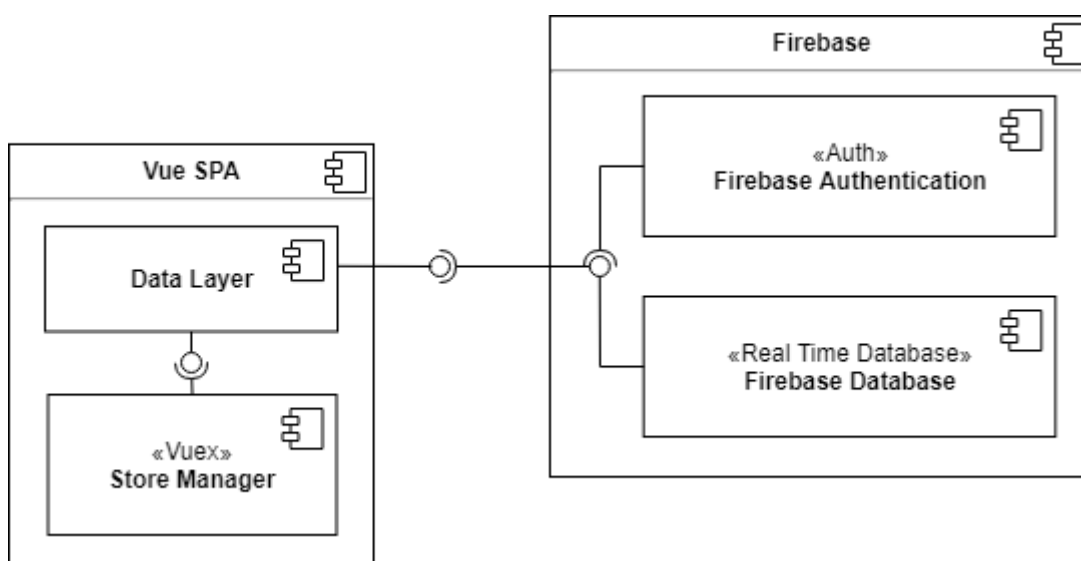 Vue SPA
Data Layer
«Vuex»
Store Manager
Firebase
«Auth»
Firebase Authentication
«Real Time Database»
Firebase Database